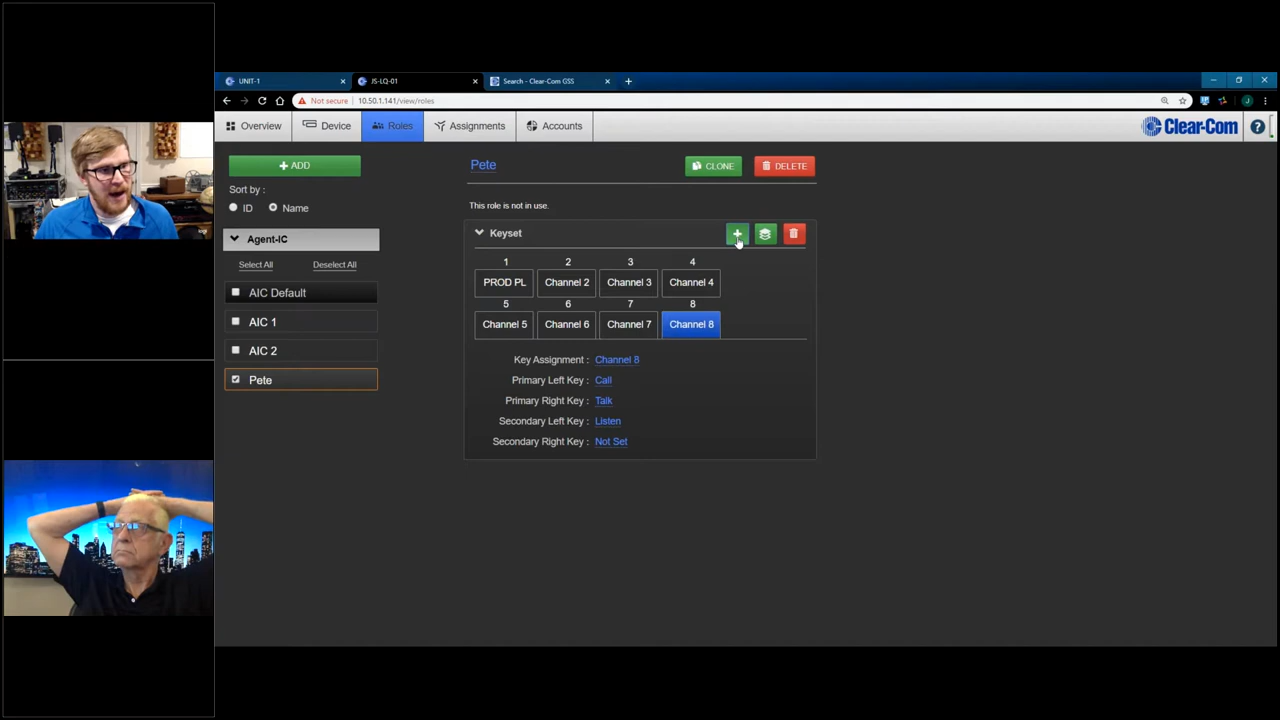 UNIT-1
JS-LQ-01
Search - Clear-Com GSS
Not secure
10.50.1.141/view/roles
J
Overview
Device
Roles
Assignments
Accounts
Clear-Com
?
ADD
Sort by :
ID
Name
Agent-IC
Select All
Deselect All
AIC Default
AIC 1
AIC 2
Pete
Pete
CLONE
DELETE
This role is not in use.
Keyset
1 2 3 4
PROD PL Channel 2 Channel 3 Channel 4
5 6 7 8
Channel 5 Channel 6 Channel 7 Channel 8
Key Assignment : Channel 8
Primary Left Key : Call
Primary Right Key : Talk
Secondary Left Key : Listen
Secondary Right Key : Not Set